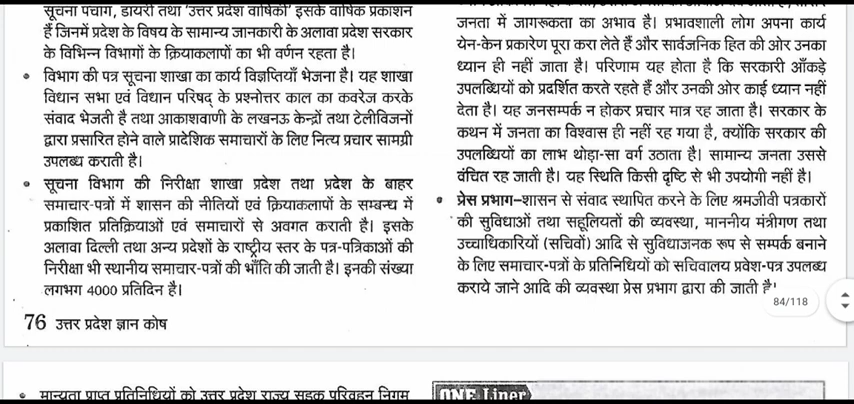 सूचना पंचांग, डायरी तथा 'उत्तर प्रदेश वार्षिकी' इसके वार्षिक प्रकाशन
हैं जिनमें प्रदेश के विषय के सामान्य जानकारी के अलावा प्रदेश सरकार
के विभिन्न विभागों के क्रियाकलापों का भी वर्णन रहता है।
• विभाग की पत्र सूचना शाखा का कार्य विज्ञप्तियाँ भेजना है। यह शाखा
विधान सभा एवं विधान परिषद् के प्रश्नोत्तर काल का कवरेज करके
संवाद भेजती है तथा आकाशवाणी के लखनऊ केन्द्रों तथा टेलीविजनों
द्वारा प्रसारित होने वाले प्रादेशिक समाचारों के लिए नित्य प्रचार सामग्री
उपलब्ध कराती है।
• सूचना विभाग की निरीक्षा शाखा प्रदेश तथा प्रदेश के बाहर
समाचार-पत्रों में शासन की नीतियों एवं क्रियाकलापों के सम्बन्ध में
प्रकाशित प्रतिक्रियाओं एवं समाचारों से अवगत कराती है। इसके
अलावा दिल्ली तथा अन्य प्रदेशों के राष्ट्रीय स्तर के पत्र-पत्रिकाओं की
निरीक्षा भी स्थानीय समाचार-पत्रों की भाँति की जाती है। इनकी संख्या
लगभग 4000 प्रतिदिन है।
76 उत्तर प्रदेश ज्ञान कोष
• मान्यता प्राप्त प्रतिनिधियों को उत्तर प्रदेश राज्य सड़क परिवहन निगम
जनता में जागरूकता का अभाव है। प्रभावशाली लोग अपना कार्य
येन-केन प्रकारेण पूरा करा लेते हैं और सार्वजनिक हित की ओर उनका
ध्यान ही नहीं जाता है। परिणाम यह होता है कि सरकारी आँकड़े
उपलब्धियों को प्रदर्शित करते रहते हैं और उनकी ओर काई ध्यान नहीं
देता है। यह जनसम्पर्क न होकर प्रचार मात्र रह जाता है। सरकार के
कथन में जनता का विश्वास ही नहीं रह गया है, क्योंकि सरकार की
उपलब्धियों का लाभ थोड़ा-सा वर्ग उठाता है। सामान्य जनता उससे
वंचित रह जाती है। यह स्थिति किसी दृष्टि से भी उपयोगी नहीं है।
• प्रेस प्रभाग–शासन से संवाद स्थापित करने के लिए श्रमजीवी पत्रकारों
की सुविधाओं तथा सहूलियतों की व्यवस्था, माननीय मंत्रीगण तथा
उच्चाधिकारियों (सचिवों) आदि से सुविधाजनक रूप से सम्पर्क बनाने
के लिए समाचार-पत्रों के प्रतिनिधियों को सचिवालय प्रवेश-पत्र उपलब्ध
कराये जाने आदि की व्यवस्था प्रेस प्रभाग द्वारा की जाती है।
84/118
ONE Liner